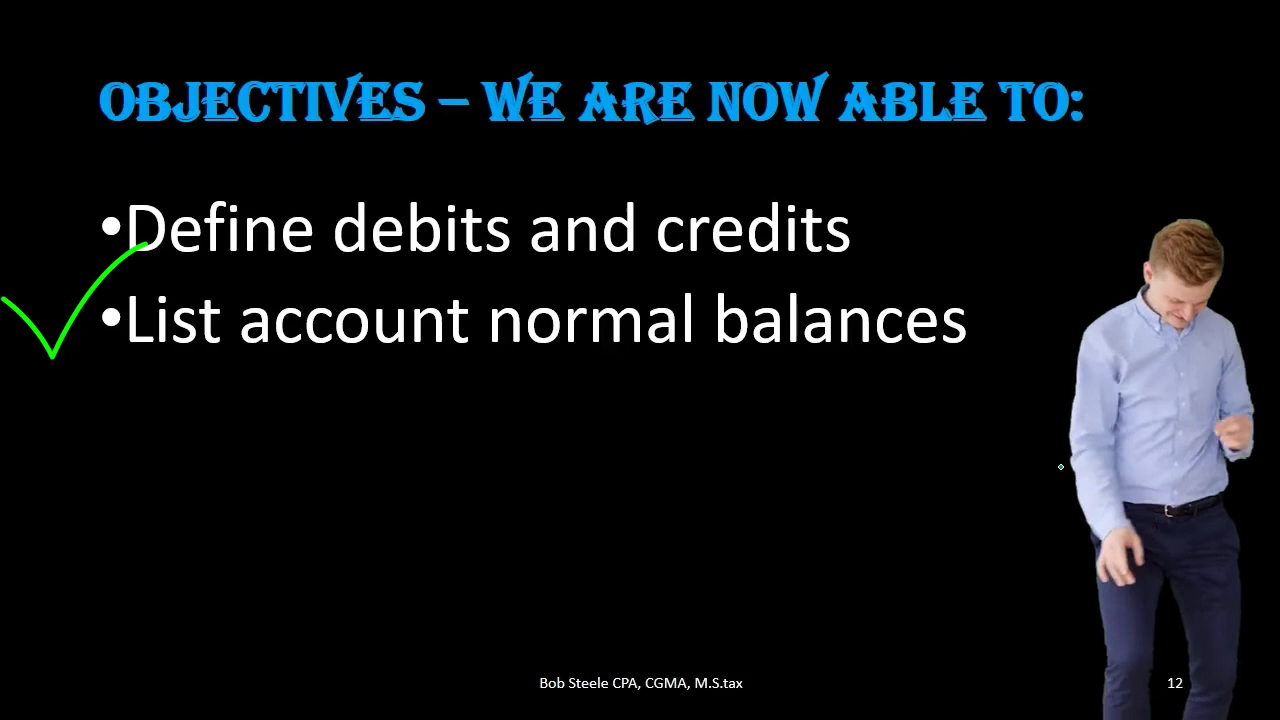 OBJECTIVES – WE ARE NOW ABLE TO:
•Define debits and credits
•List account normal balances
Bob Steele CPA, CGMA, M.S.tax
12